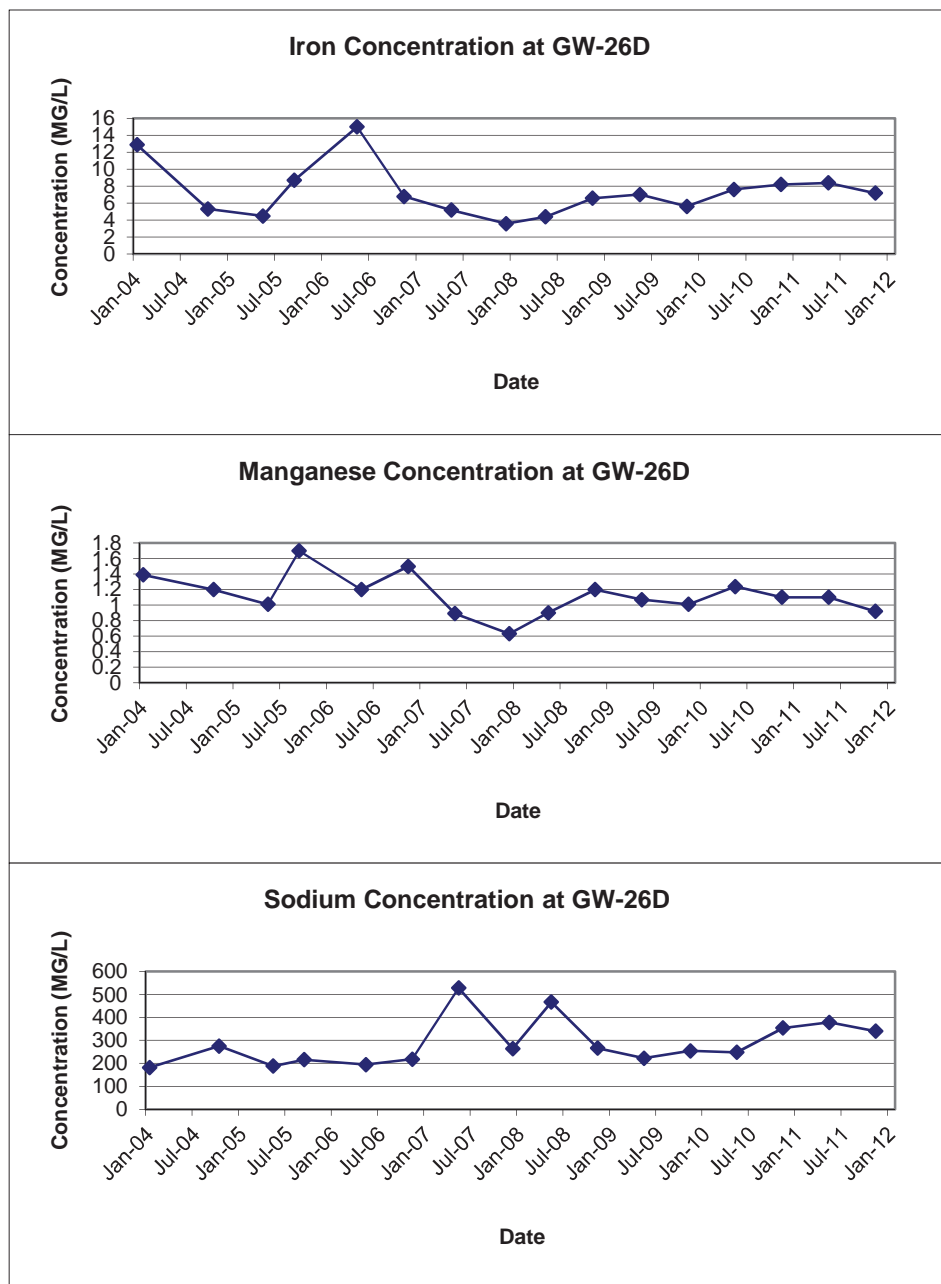 Iron Concentration at GW-26D
Concentration (MG/L)
16
14
12
10
8
6
4
2
0
Jan-04 Jul-04 Jan-05 Jul-05 Jan-06 Jul-06 Jan-07 Jul-07 Jan-08 Jul-08 Jan-09 Jul-09 Jan-10 Jul-10 Jan-11 Jul-11 Jan-12
Date
Manganese Concentration at GW-26D
Concentration (MG/L)
1.8
1.6
1.4
1.2
1
0.8
0.6
0.4
0.2
0
Jan-04 Jul-04 Jan-05 Jul-05 Jan-06 Jul-06 Jan-07 Jul-07 Jan-08 Jul-08 Jan-09 Jul-09 Jan-10 Jul-10 Jan-11 Jul-11 Jan-12
Date
Sodium Concentration at GW-26D
Concentration (MG/L)
600
500
400
300
200
100
0
Jan-04 Jul-04 Jan-05 Jul-05 Jan-06 Jul-06 Jan-07 Jul-07 Jan-08 Jul-08 Jan-09 Jul-09 Jan-10 Jul-10 Jan-11 Jul-11 Jan-12
Date